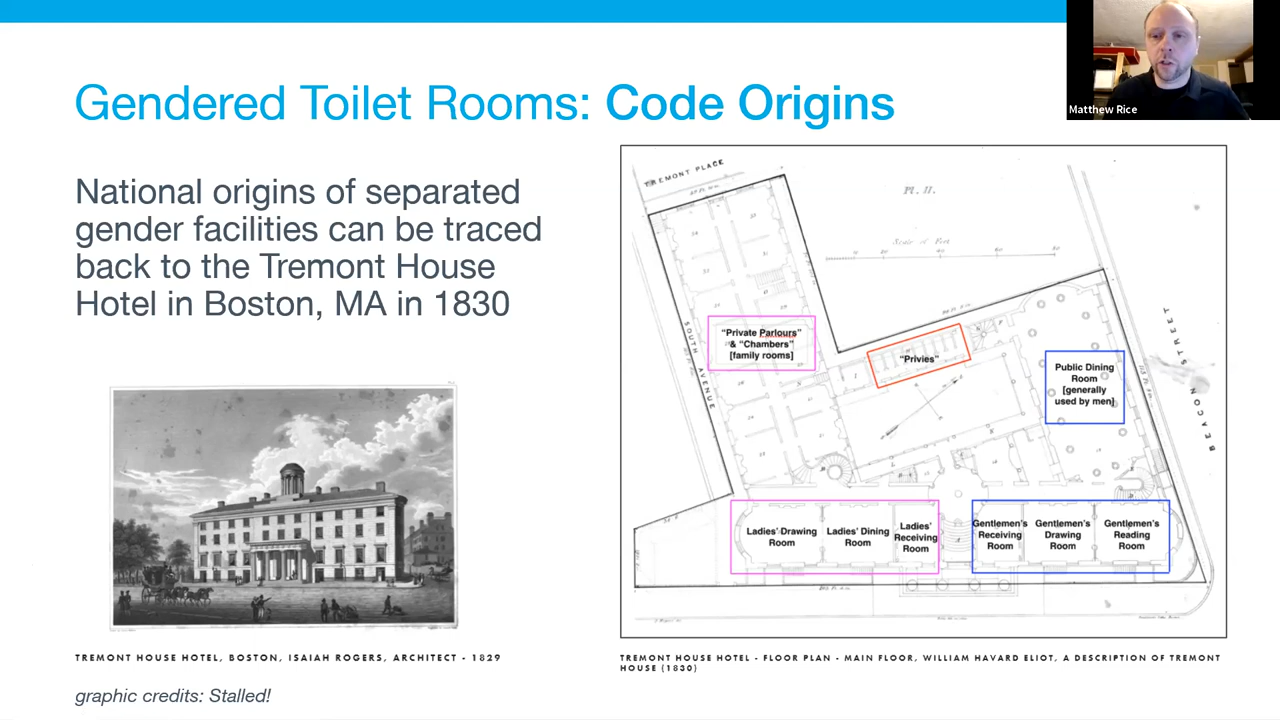 Matthew Rice
Gendered Toilet Rooms: Code Origins
National origins of separated
gender facilities can be traced
back to the Tremont House
Hotel in Boston, MA in 1830
TREMONT HOUSE HOTEL, BOSTON, ISAIAH ROGERS, ARCHITECT - 1829
graphic credits: Stalled!
TREMONT PLACE
Pl. II.
Scale of Feet
SOUTH AVENUE
BEACON STREET
"Private Parlours"
& "Chambers"
[family rooms]
"Privies"
Public Dining
Room
[generally
used by men]
Ladies' Drawing
Room
Ladies' Dining
Room
Ladies'
Receiving
Room
Gentlemen's
Receiving
Room
Gentlemen's
Drawing
Room
Gentlemen's
Reading
Room
TREMONT HOUSE HOTEL - FLOOR PLAN - MAIN FLOOR, WILLIAM HAVARD ELIOT, A DESCRIPTION OF TREMONT
HOUSE (1830)